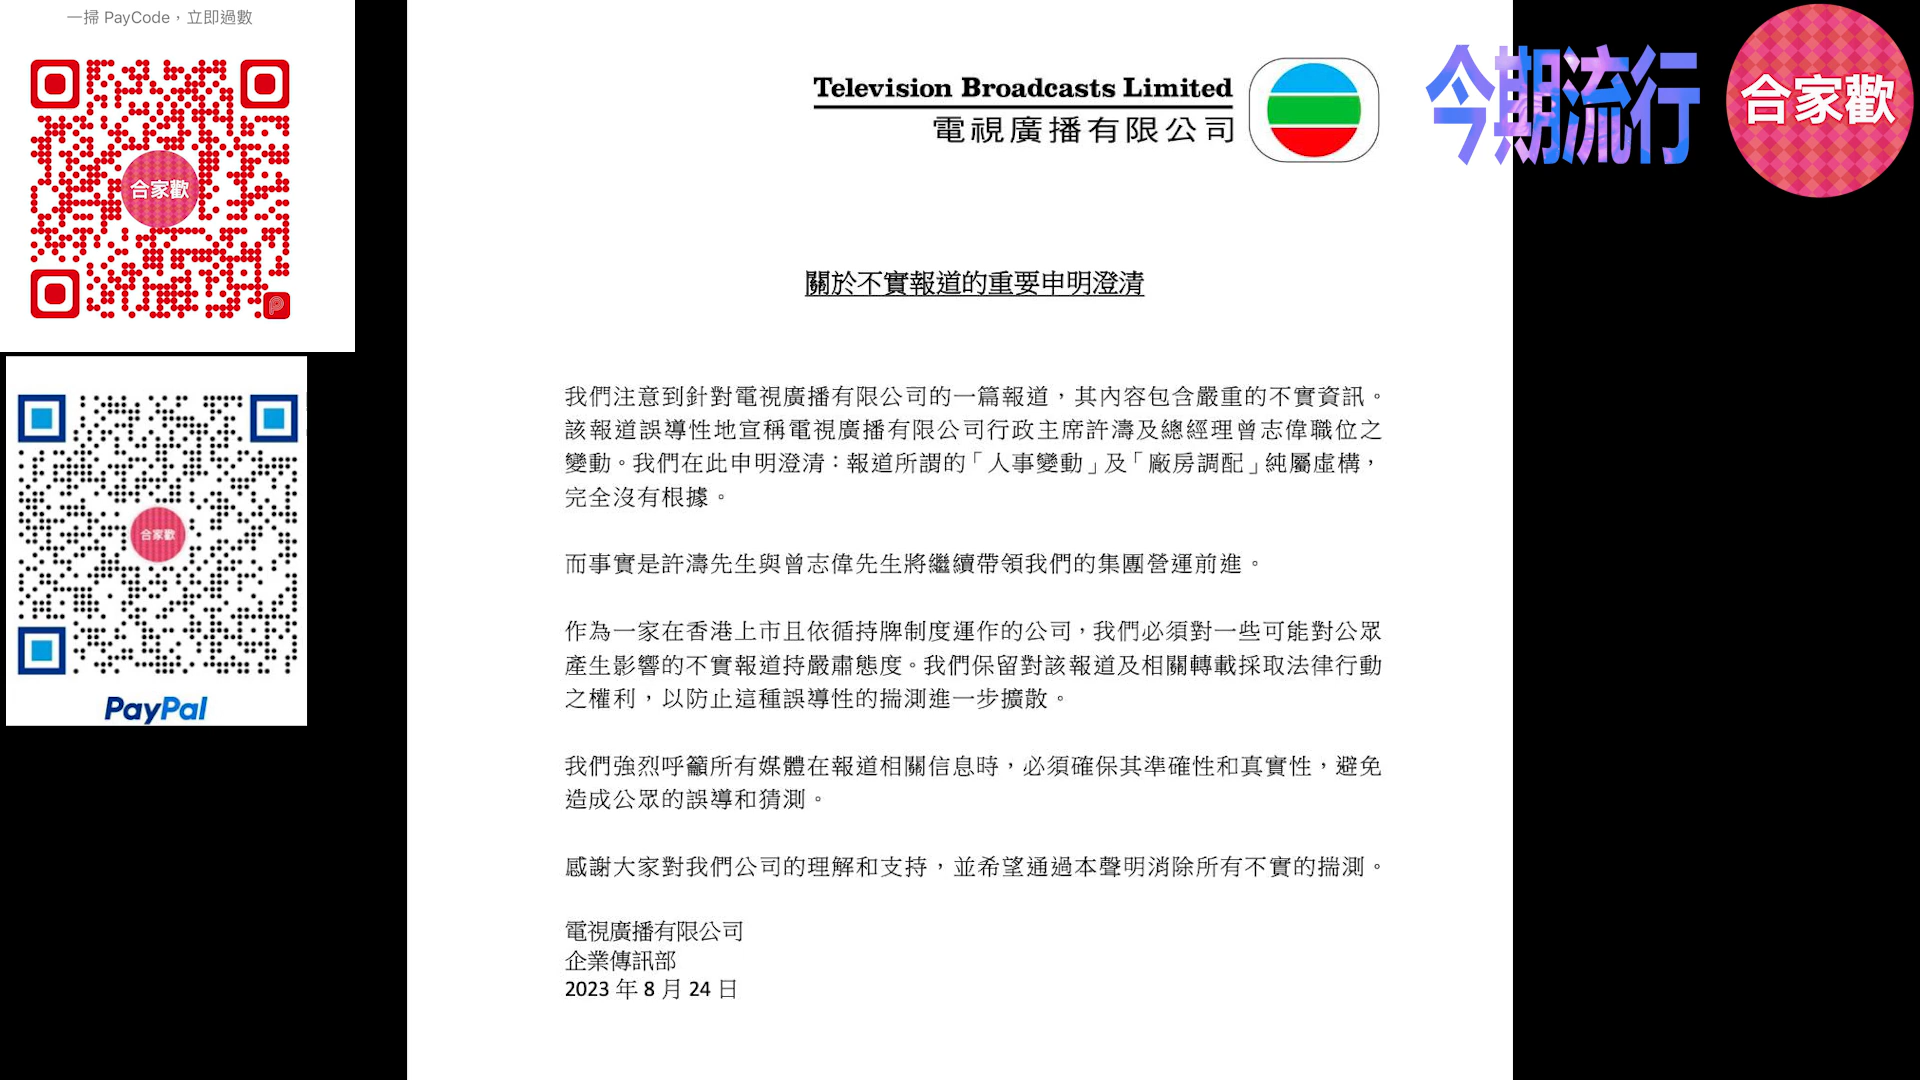 一掃 PayCode，立即過數
合家歡
合家歡
PayPal
Television Broadcasts Limited
電視廣播有限公司
今期流行
合家歡
關於不實報道的重要申明澄清
我們注意到針對電視廣播有限公司的一篇報道，其內容包含嚴重的不實資訊。
該報道誤導性地宣稱電視廣播有限公司行政主席許濤及總經理曾志偉職位之
變動。我們在此申明澄清：報道所謂的「人事變動」及「廠房調配」純屬虛構，
完全沒有根據。
而事實是許濤先生與曾志偉先生將繼續帶領我們的集團營運前進。
作為一家在香港上市且依循持牌制度運作的公司，我們必須對一些可能對公眾
產生影響的不實報道持嚴肅態度。我們保留對該報道及相關轉載採取法律行動
之權利，以防止這種誤導性的揣測進一步擴散。
我們強烈呼籲所有媒體在報道相關信息時，必須確保其準確性和真實性，避免
造成公眾的誤導和猜測。
感謝大家對我們公司的理解和支持，並希望通過本聲明消除所有不實的揣測。
電視廣播有限公司
企業傳訊部
2023 年 8 月 24 日